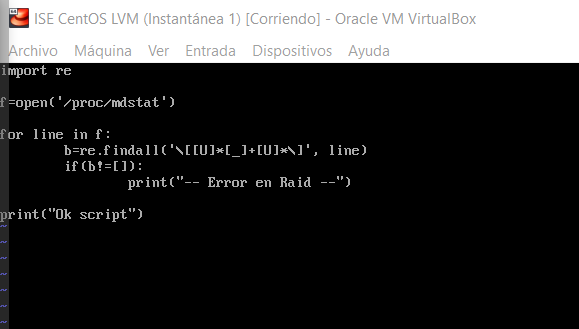 ISE CentOS LVM (Instantánea 1) [Corriendo] - Oracle VM VirtualBox
Archivo Máquina Ver Entrada Dispositivos Ayuda
import re
f=open('/proc/mdstat')
for line in f:
        b=re.findall('\[[U]*[_]+[U]*\]', line)
        if(b!=[]):
                print("-- Error en Raid --")
print("Ok script")
~
~
~
~
~
~
~